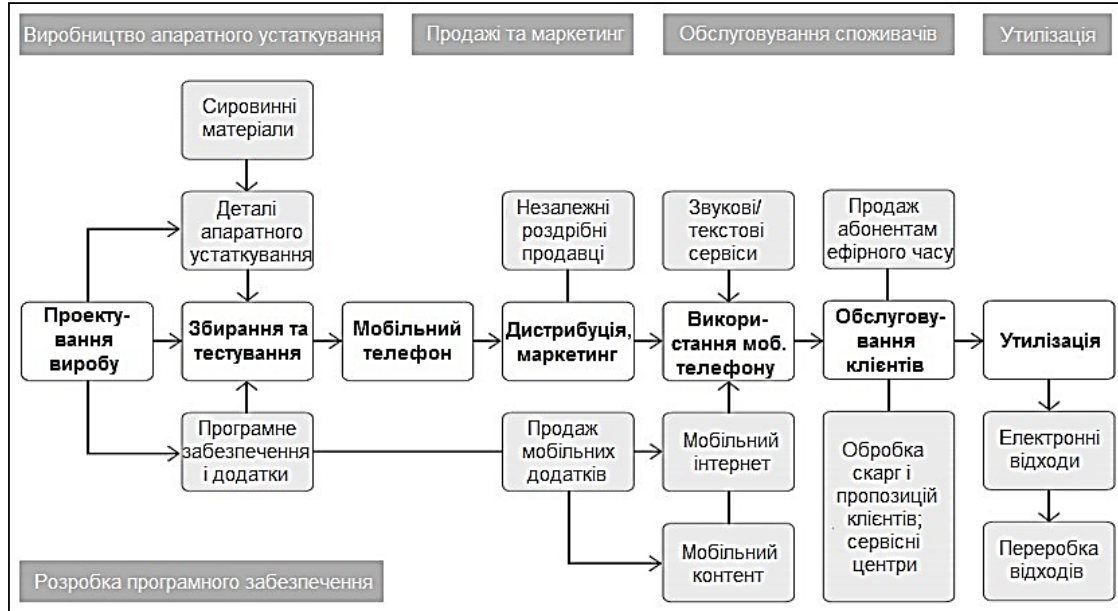 Виробництво апаратного устаткування
Продажі та маркетинг
Обслуговування споживачів
Утилізація
Сировинні
матеріали
Деталі
апаратного
устаткування
Незалежні
роздрібні
продавці
Звукові/
текстові
сервіси
Продаж
абонентам
ефірного часу
Проекту-
вання
виробу
Збирання та
тестування
Мобільний
телефон
Дистрибуція,
маркетинг
Викори-
стання моб.
телефону
Обслугову-
вання
клієнтів
Утилізація
Програмне
забезпечення
і додатки
Продаж
мобільних
додатків
Мобільний
інтернет
Обробка
скарг і
пропозицій
клієнтів;
сервісні
центри
Електронні
відходи
Мобільний
контент
Переробка
відходів
Розробка програмного забезпечення